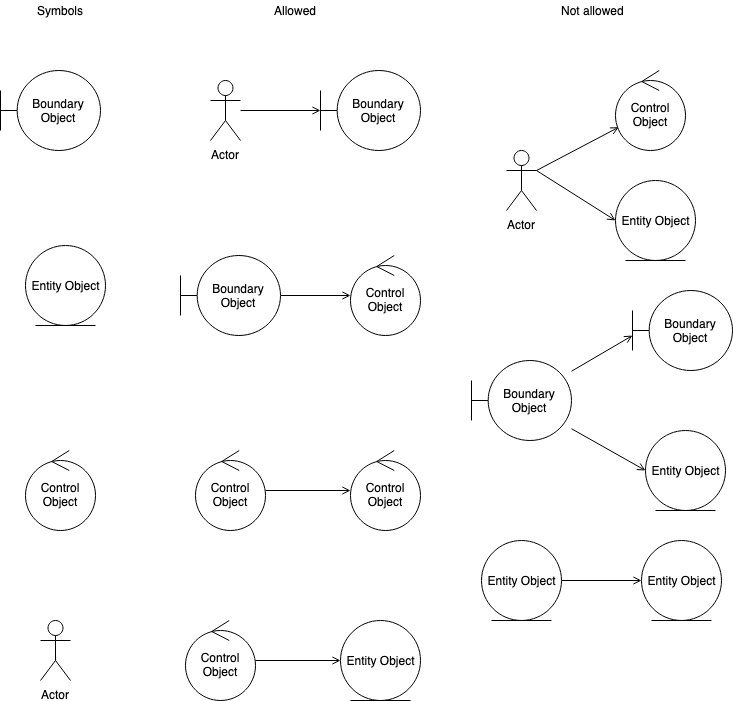 Symbols
Allowed
Not allowed
Boundary
Object
Actor
Boundary
Object
Control
Object
Actor
Entity Object
Entity Object
Boundary
Object
Control
Object
Boundary
Object
Boundary
Object
Entity Object
Control
Object
Control
Object
Control
Object
Entity Object
Entity Object
Actor
Control
Object
Entity Object